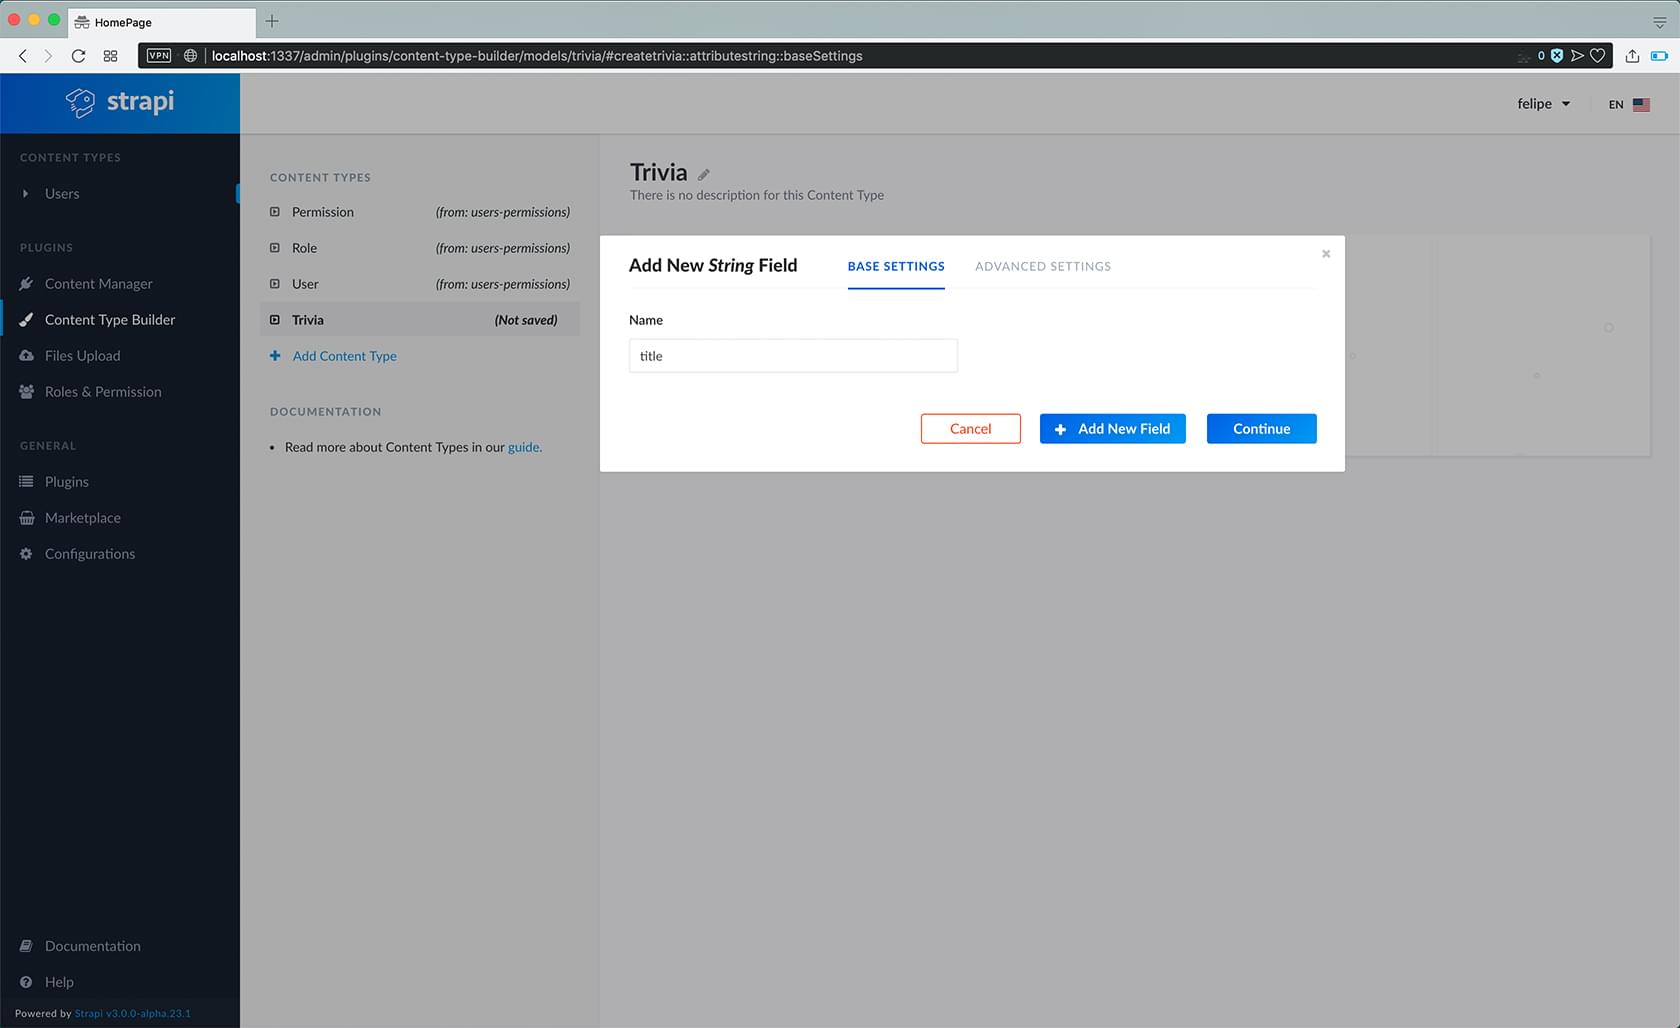 HomePage
VPN
localhost:1337/admin/plugins/content-type-builder/models/trivia/#createtrivia::attributestring::baseSettings
0
strapi
felipe
EN
CONTENT TYPES
Users
PLUGINS
Content Manager
Content Type Builder
Files Upload
Roles & Permission
GENERAL
Plugins
Marketplace
Configurations
Documentation
Help
Powered by Strapi v3.0.0-alpha.23.1
CONTENT TYPES
Permission (from: users-permissions)
Role (from: users-permissions)
User (from: users-permissions)
Trivia (Not saved)
Add Content Type
DOCUMENTATION
• Read more about Content Types in our guide.
Trivia
There is no description for this Content Type
Add New String Field
BASE SETTINGS
ADVANCED SETTINGS
Name
title
Cancel
Add New Field
Continue